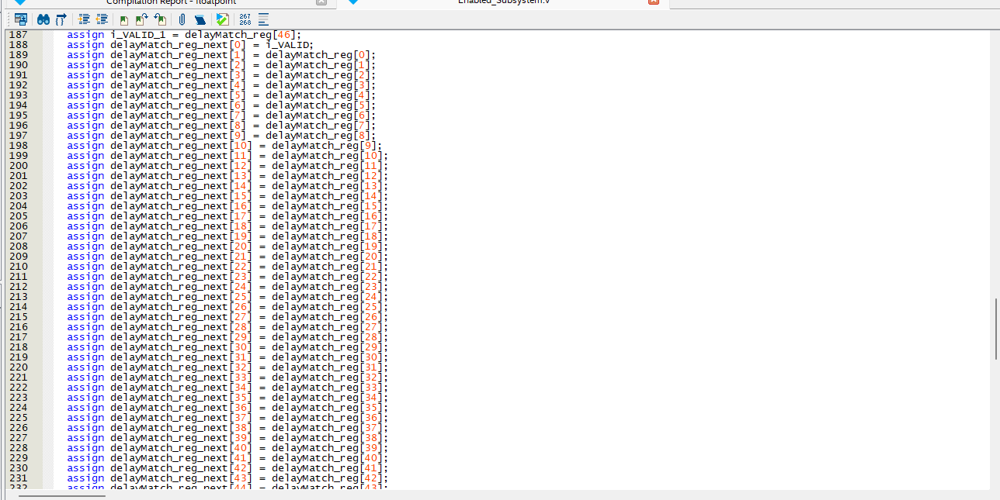 Compilation Report - floatpoint
Enabled_Subsystem.v
267
268
187 assign i_VALID_1 = delayMatch_reg[46];
188 assign delayMatch_reg_next[0] = i_VALID;
189 assign delayMatch_reg_next[1] = delayMatch_reg[0];
190 assign delayMatch_reg_next[2] = delayMatch_reg[1];
191 assign delayMatch_reg_next[3] = delayMatch_reg[2];
192 assign delayMatch_reg_next[4] = delayMatch_reg[3];
193 assign delayMatch_reg_next[5] = delayMatch_reg[4];
194 assign delayMatch_reg_next[6] = delayMatch_reg[5];
195 assign delayMatch_reg_next[7] = delayMatch_reg[6];
196 assign delayMatch_reg_next[8] = delayMatch_reg[7];
197 assign delayMatch_reg_next[9] = delayMatch_reg[8];
198 assign delayMatch_reg_next[10] = delayMatch_reg[9];
199 assign delayMatch_reg_next[11] = delayMatch_reg[10];
200 assign delayMatch_reg_next[12] = delayMatch_reg[11];
201 assign delayMatch_reg_next[13] = delayMatch_reg[12];
202 assign delayMatch_reg_next[14] = delayMatch_reg[13];
203 assign delayMatch_reg_next[15] = delayMatch_reg[14];
204 assign delayMatch_reg_next[16] = delayMatch_reg[15];
205 assign delayMatch_reg_next[17] = delayMatch_reg[16];
206 assign delayMatch_reg_next[18] = delayMatch_reg[17];
207 assign delayMatch_reg_next[19] = delayMatch_reg[18];
208 assign delayMatch_reg_next[20] = delayMatch_reg[19];
209 assign delayMatch_reg_next[21] = delayMatch_reg[20];
210 assign delayMatch_reg_next[22] = delayMatch_reg[21];
211 assign delayMatch_reg_next[23] = delayMatch_reg[22];
212 assign delayMatch_reg_next[24] = delayMatch_reg[23];
213 assign delayMatch_reg_next[25] = delayMatch_reg[24];
214 assign delayMatch_reg_next[26] = delayMatch_reg[25];
215 assign delayMatch_reg_next[27] = delayMatch_reg[26];
216 assign delayMatch_reg_next[28] = delayMatch_reg[27];
217 assign delayMatch_reg_next[29] = delayMatch_reg[28];
218 assign delayMatch_reg_next[30] = delayMatch_reg[29];
219 assign delayMatch_reg_next[31] = delayMatch_reg[30];
220 assign delayMatch_reg_next[32] = delayMatch_reg[31];
221 assign delayMatch_reg_next[33] = delayMatch_reg[32];
222 assign delayMatch_reg_next[34] = delayMatch_reg[33];
223 assign delayMatch_reg_next[35] = delayMatch_reg[34];
224 assign delayMatch_reg_next[36] = delayMatch_reg[35];
225 assign delayMatch_reg_next[37] = delayMatch_reg[36];
226 assign delayMatch_reg_next[38] = delayMatch_reg[37];
227 assign delayMatch_reg_next[39] = delayMatch_reg[38];
228 assign delayMatch_reg_next[40] = delayMatch_reg[39];
229 assign delayMatch_reg_next[41] = delayMatch_reg[40];
230 assign delayMatch_reg_next[42] = delayMatch_reg[41];
231 assign delayMatch_reg_next[43] = delayMatch_reg[42];
232 assign delayMatch_reg_next[44] = delayMatch_reg[43];